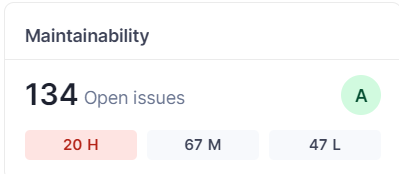 Maintainability
134 Open issues A
20 H 67 M 47 L